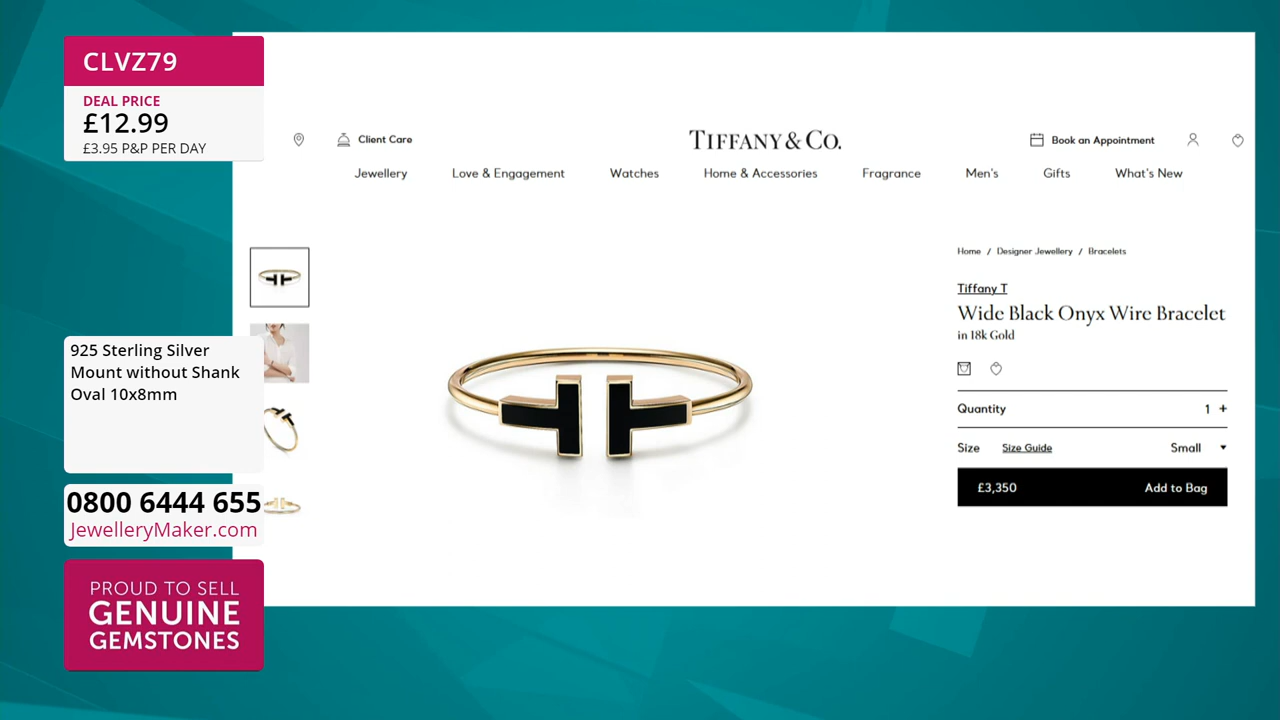 CLVZ79
DEAL PRICE
£12.99
£3.95 P&P PER DAY
925 Sterling Silver
Mount without Shank
Oval 10x8mm
0800 6444 655
JewelleryMaker.com
PROUD TO SELL
GENUINE
GEMSTONES
Client Care
TIFFANY & CO.
Book an Appointment
Jewellery
Love & Engagement
Watches
Home & Accessories
Fragrance
Men's
Gifts
What's New
Home / Designer Jewellery / Bracelets
Tiffany T
Wide Black Onyx Wire Bracelet
in 18k Gold
Quantity 1 +
Size Size Guide Small
£3,350 Add to Bag